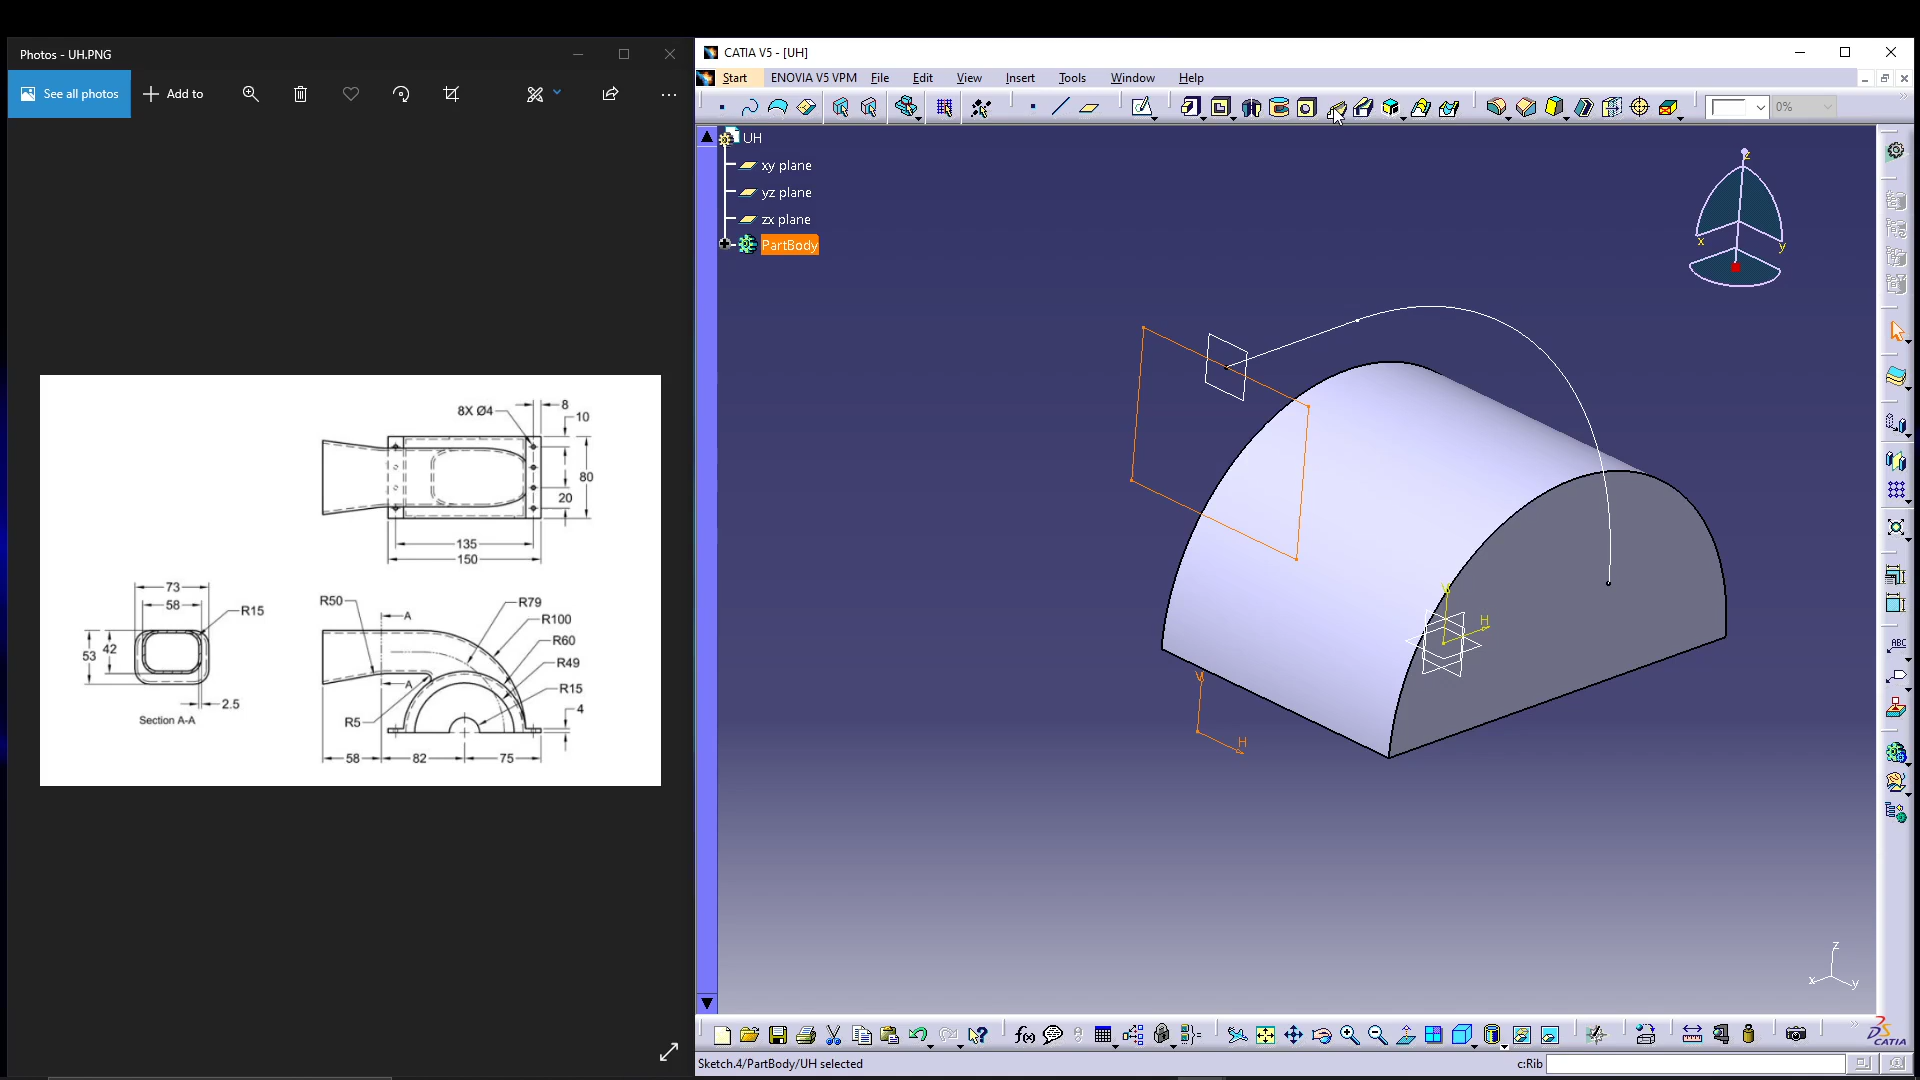 Photos - UH.PNG
See all photos
Add to
8X Ø4
8
10
80
20
135
150
73
58
R15
53
42
2.5
Section A-A
R50
A
A
R79
R100
R60
R49
R15
4
R5
58
82
75
CATIA V5 - [UH]
Start
ENOVIA V5 VPM
File
Edit
View
Insert
Tools
Window
Help
0%
UH
xy plane
yz plane
zx plane
PartBody
z
x
y
V
H
V
H
z
x
y
ABC
f(x)
CATIA
Sketch.4/PartBody/UH selected
c:Rib